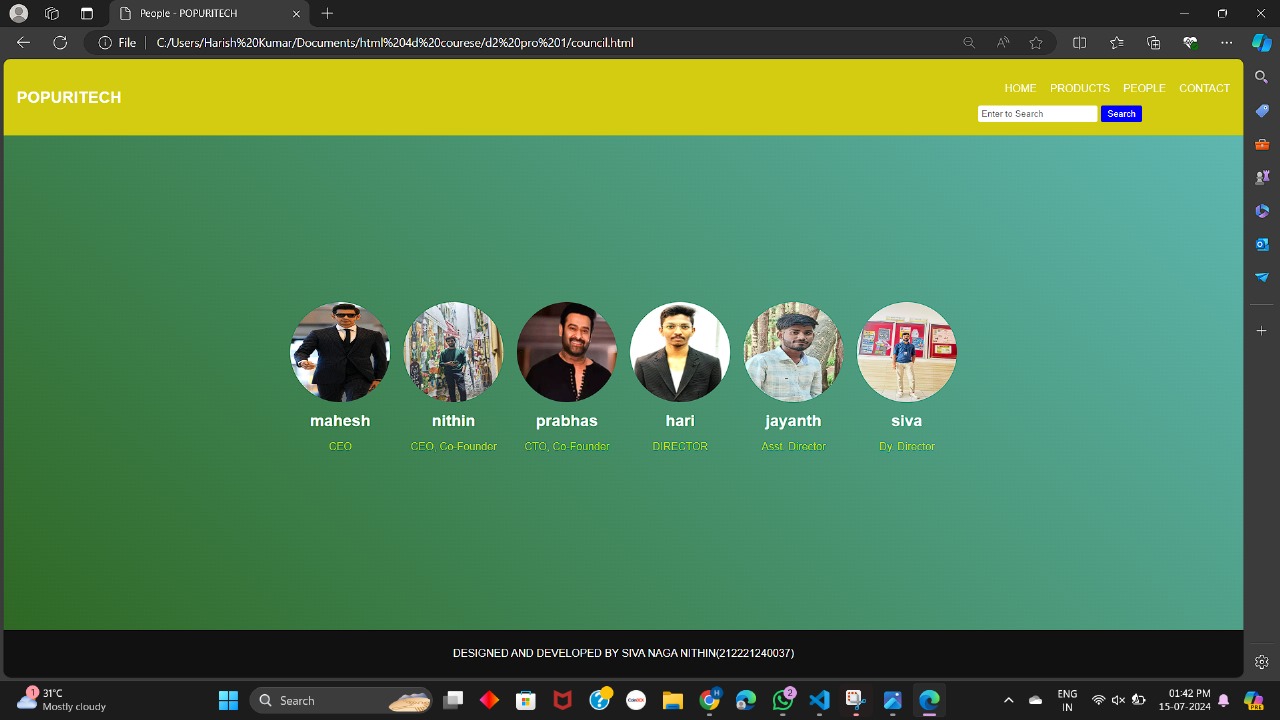 People - POPURITECH
File
C:/Users/Harish%20Kumar/Documents/html%204d%20courese/d2%20pro%201/council.html
POPURITECH
HOME PRODUCTS PEOPLE CONTACT
Enter to Search Search
mahesh nithin prabhas hari jayanth siva
CEO CEO, Co-Founder CTO, Co-Founder DIRECTOR Asst. Director Dy. Director
DESIGNED AND DEVELOPED BY SIVA NAGA NITHIN(212221240037)
1 31°C
Mostly cloudy
Search
H
2
ENG
IN
01:42 PM
15-07-2024
PRE